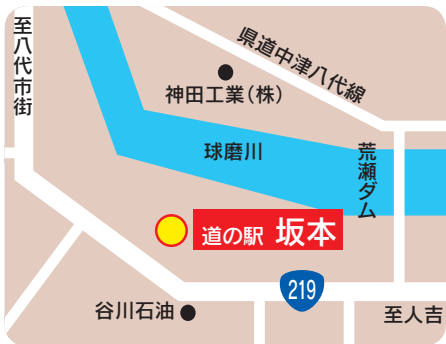 至八代市街
県道中津八代線
神田工業(株)
球磨川
荒瀬ダム
道の駅 坂本
219
谷川石油
至人吉